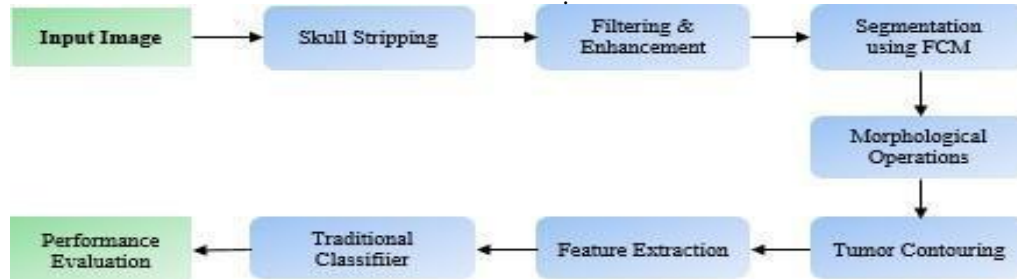 Input Image
Skull Stripping
Filtering &
Enhancement
Segmentation
using FCM
Morphological
Operations
Tumor Contouring
Feature Extraction
Traditional
Classifiier
Performance
Evaluation